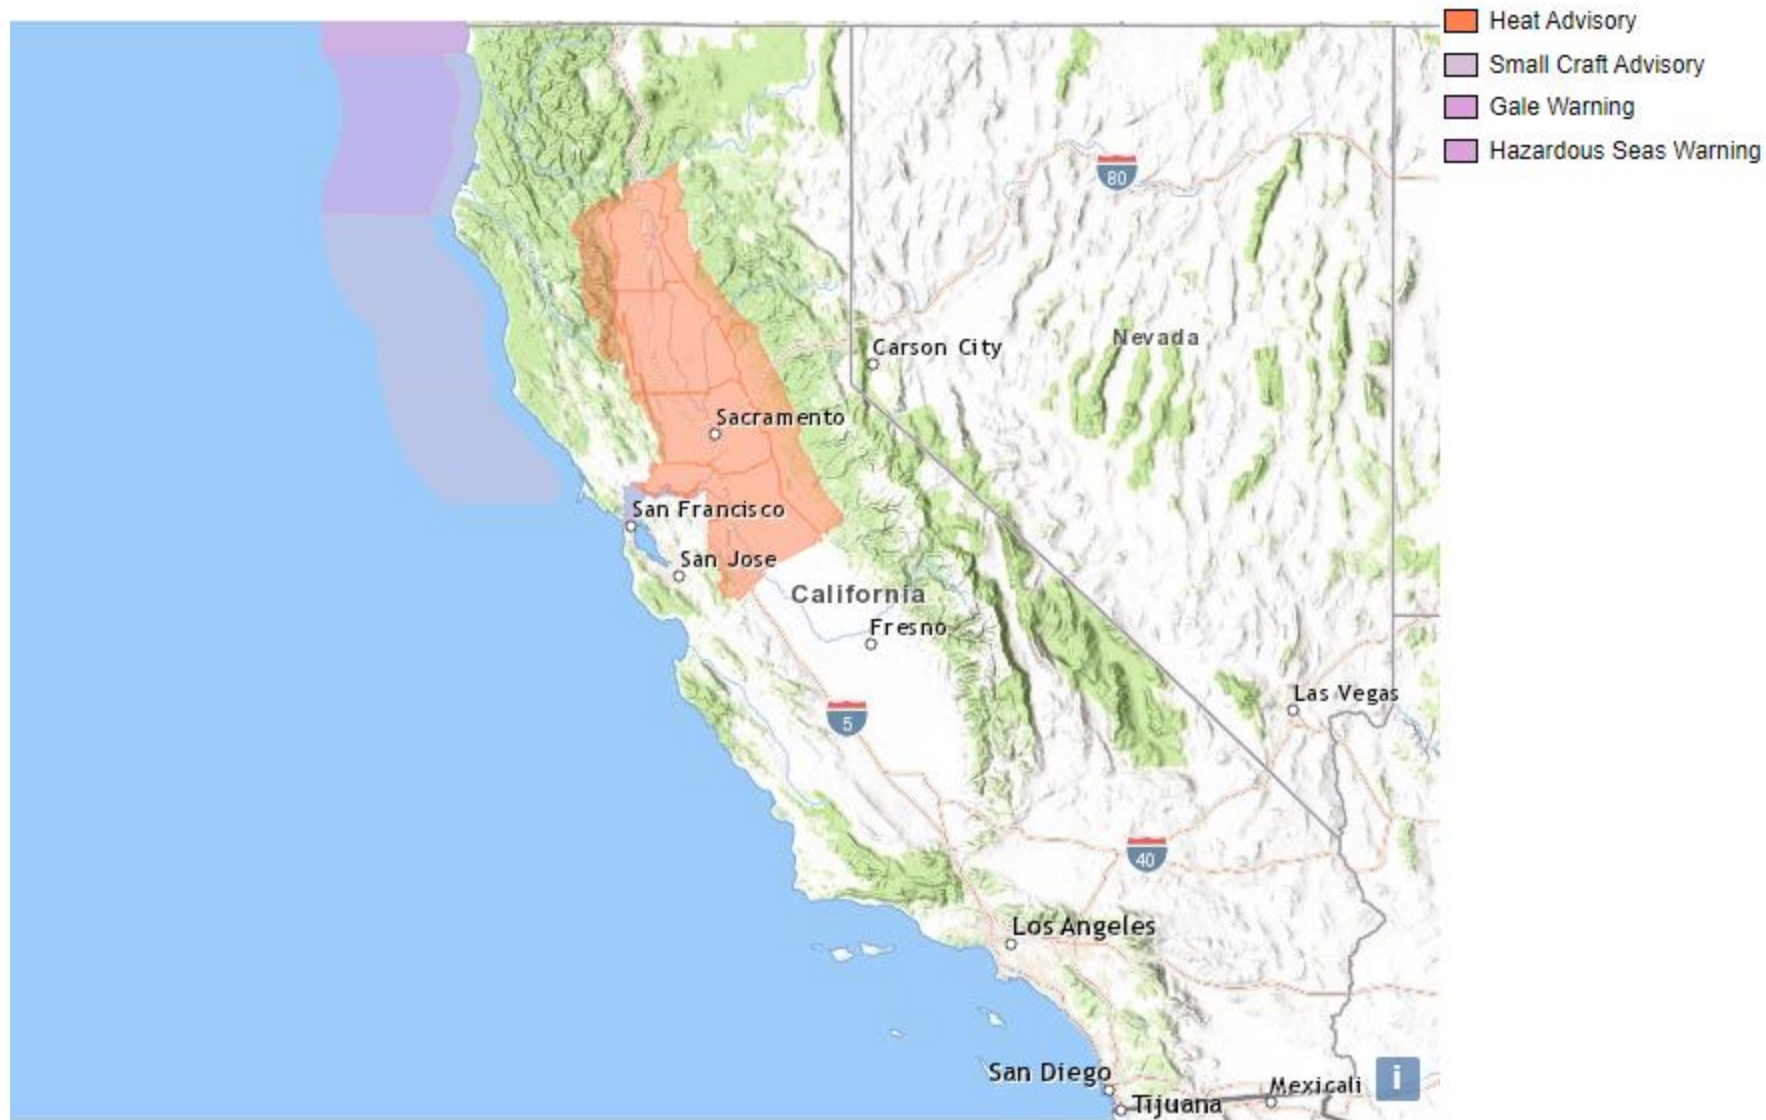 Heat Advisory
Small Craft Advisory
Gale Warning
Hazardous Seas Warning
80
Carson City
Nevada
Sacramento
San Francisco
San Jose
California
Fresno
Las Vegas
5
40
Los Angeles
San Diego
Mexicali
Tijuana
i